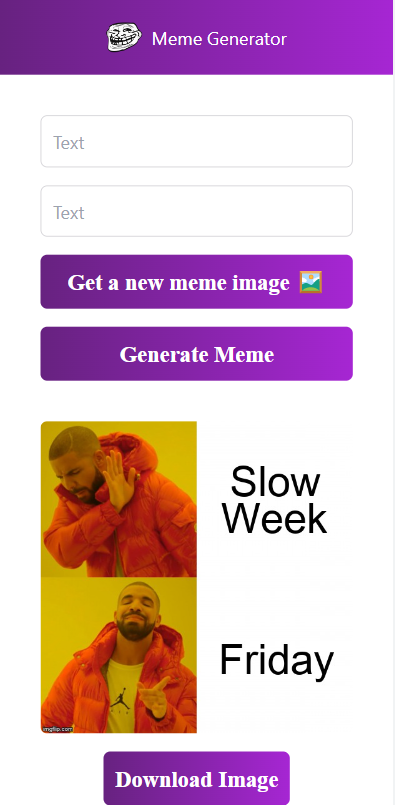 Meme Generator
Text
Text
Get a new meme image
Generate Meme
Slow
Week
Friday
imgflip.com
Download Image